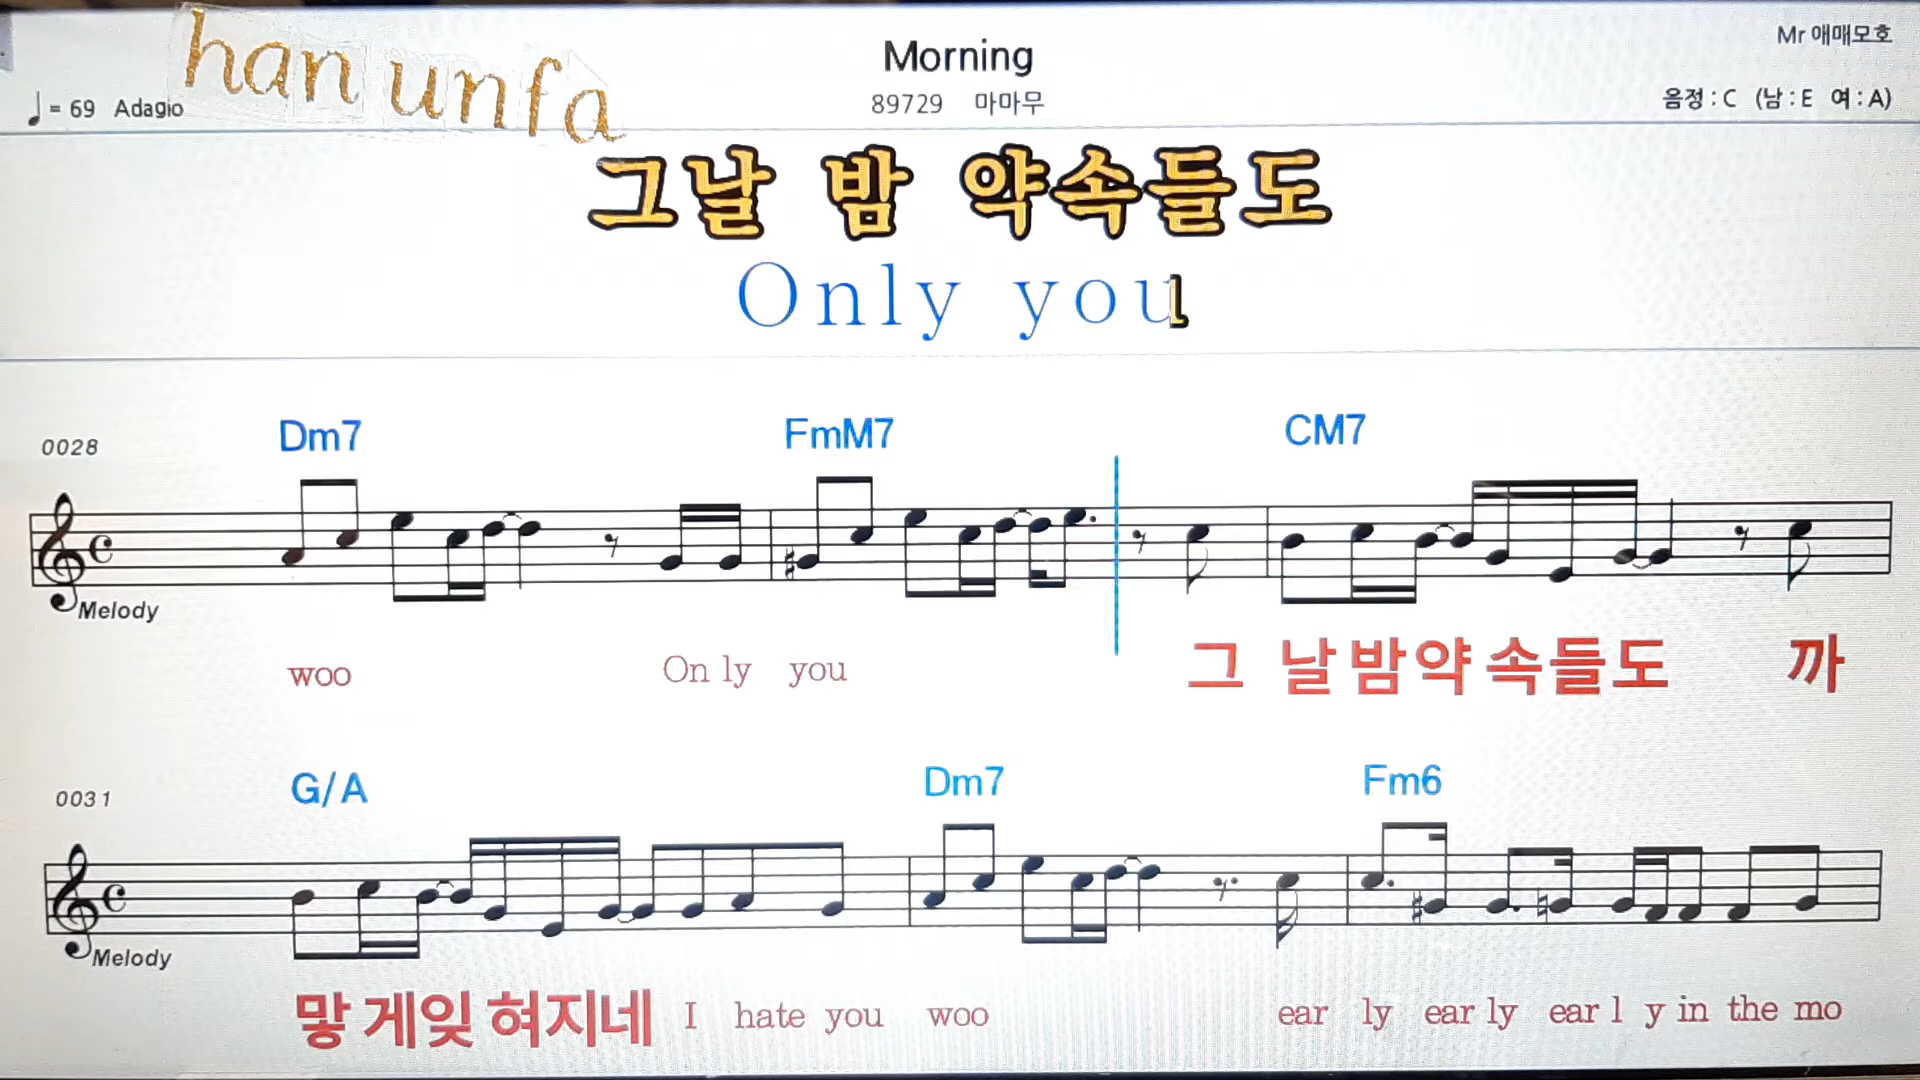 han unfa
Morning
Mr 애매모호
♩= 69 Adagio
89729 마마무
음정 : C (남 : E 여 : A)
그날 밤 약속들도
Only you
0028
Dm7 FmM7 CM7
Melody
woo On ly you 그 날 밤 약 속 들 도 까
0031
G/A Dm7 Fm6
Melody
맣 게 잊 혀 지 네 I hate you woo ear ly ear ly ear l y in the mo